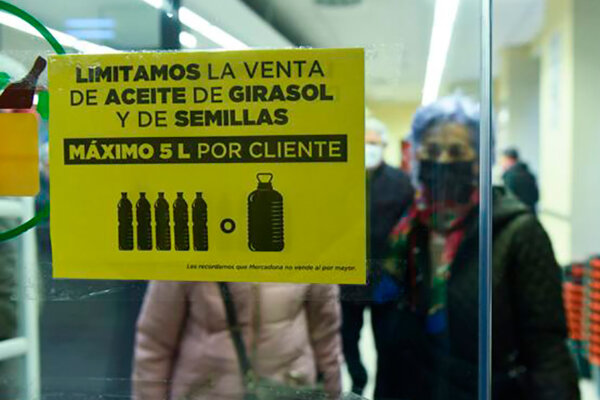 LIMITAMOS LA VENTA
DE ACEITE DE GIRASOL
Y DE SEMILLAS
MÁXIMO 5 L POR CLIENTE
O
Les recordamos que Mercadona no vende al por mayor.